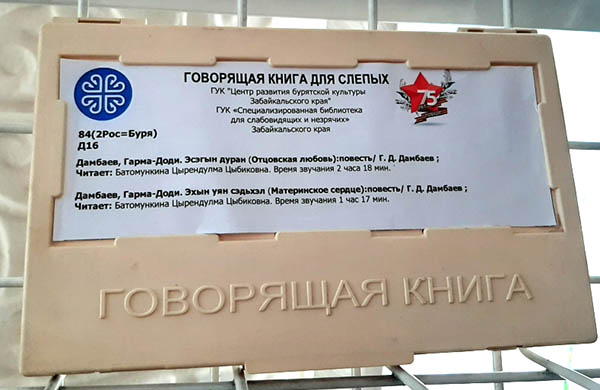 ГОВОРЯЩАЯ КНИГА ДЛЯ СЛЕПЫХ
ГУК "Центр развития бурятской культуры
Забайкальского края"
ГУК «Специализированная библиотека
для слабовидящих и незрячих»
Забайкальского края
75
84(2Рос=Буря)
Д16
Дамбаев, Гарма-Доди. Эсэгын дуран (Отцовская любовь):повесть/ Г. Д. Дамбаев ;
Читает: Батомункина Цырендулма Цыбиковна. Время звучания 2 часа 18 мин.
Дамбаев, Гарма-Доди. Эхын уян сэдьхэл (Материнское сердце):повесть/ Г. Д. Дамбаев ;
Читает: Батомункина Цырендулма Цыбиковна. Время звучания 1 час 17 мин.
ГОВОРЯЩАЯ КНИГА